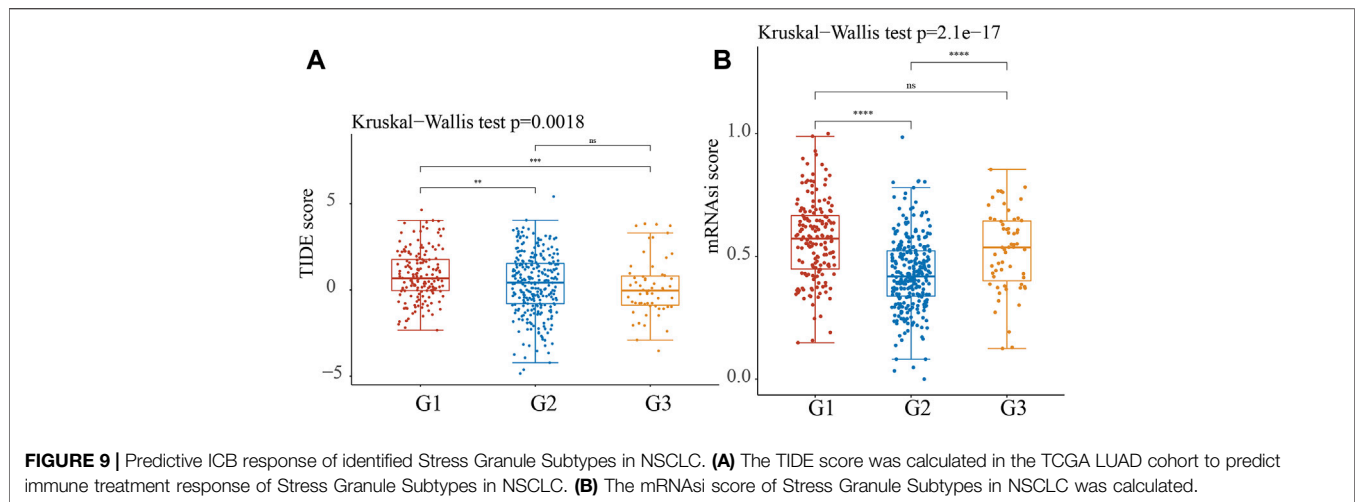 A
Kruskal−Wallis test p=0.0018
ns
***
**
TIDE score
5
0
−5
G1 G2 G3
B
Kruskal−Wallis test p=2.1e−17
****
ns
****
mRNAsi score
1.0
0.5
0.0
G1 G2 G3
FIGURE 9 | Predictive ICB response of identified Stress Granule Subtypes in NSCLC. (A) The TIDE score was calculated in the TCGA LUAD cohort to predict
immune treatment response of Stress Granule Subtypes in NSCLC. (B) The mRNAsi score of Stress Granule Subtypes in NSCLC was calculated.